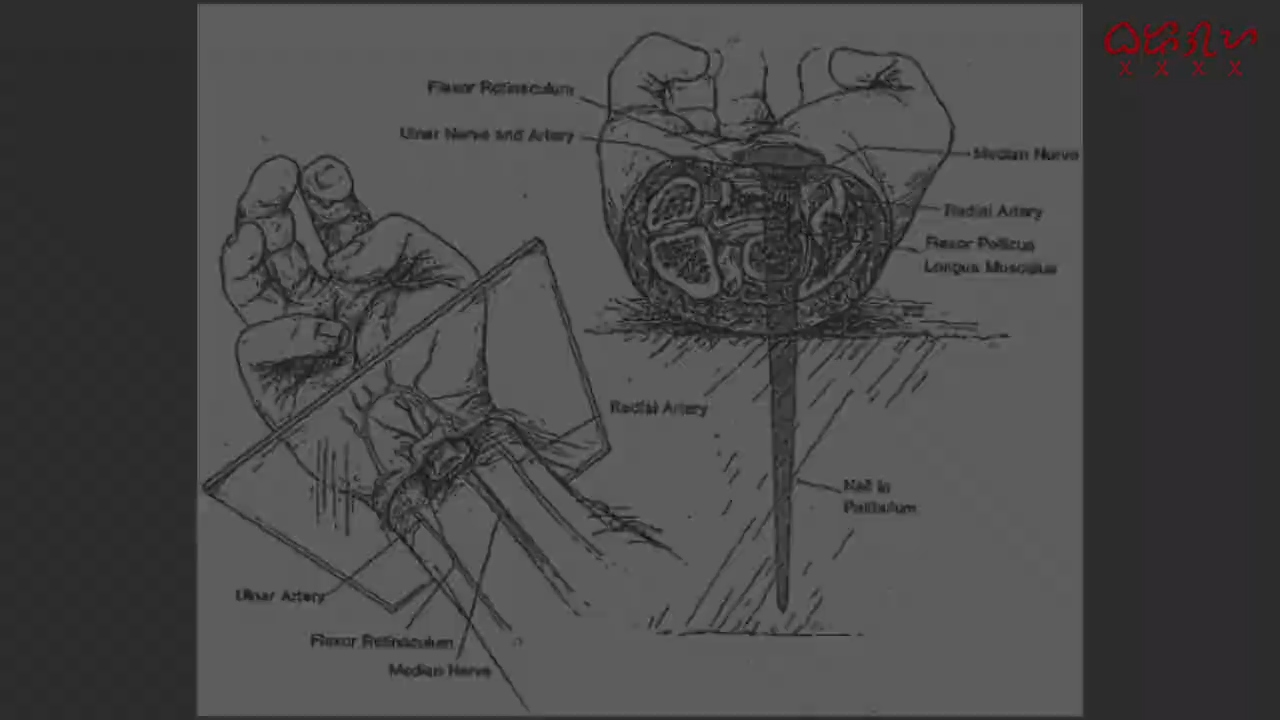 Flexor Retinaculum
Ulnar Nerve and Artery
Median Nerve
Radial Artery
Flexor Pollicus
Longus Musculus
Radial Artery
Nail in
Patibulum
Ulnar Artery
Flexor Retinaculum
Median Nerve
X X X X